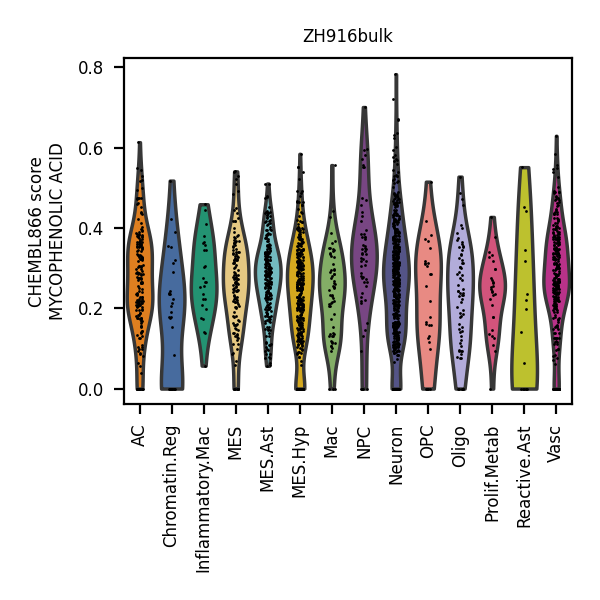 ZH916bulk
CHEMBL866 score
MYCOPHENOLIC ACID
0.8
0.6
0.4
0.2
0.0
AC
Chromatin.Reg
Inflammatory.Mac
MES
MES.Ast
MES.Hyp
Mac
NPC
Neuron
OPC
Oligo
Prolif.Metab
Reactive.Ast
Vasc